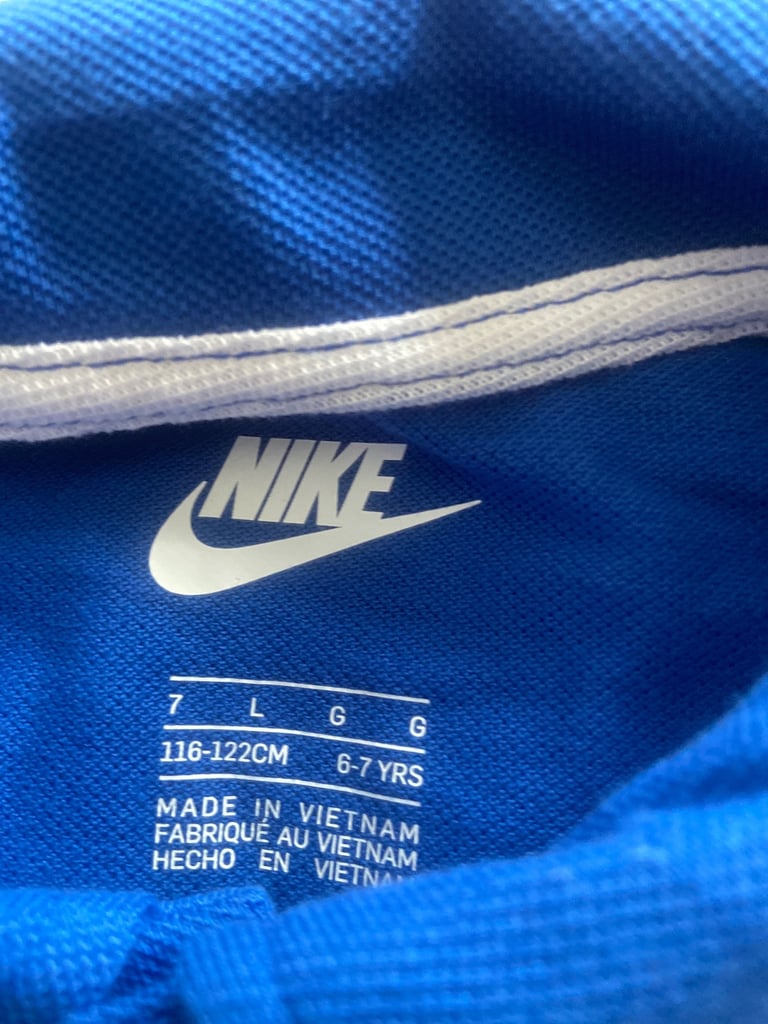 NIKE
7 L G G
116-122CM 6-7 YRS
MADE IN VIETNAM
FABRIQUÉ AU VIETNAM
HECHO EN VIETNAM